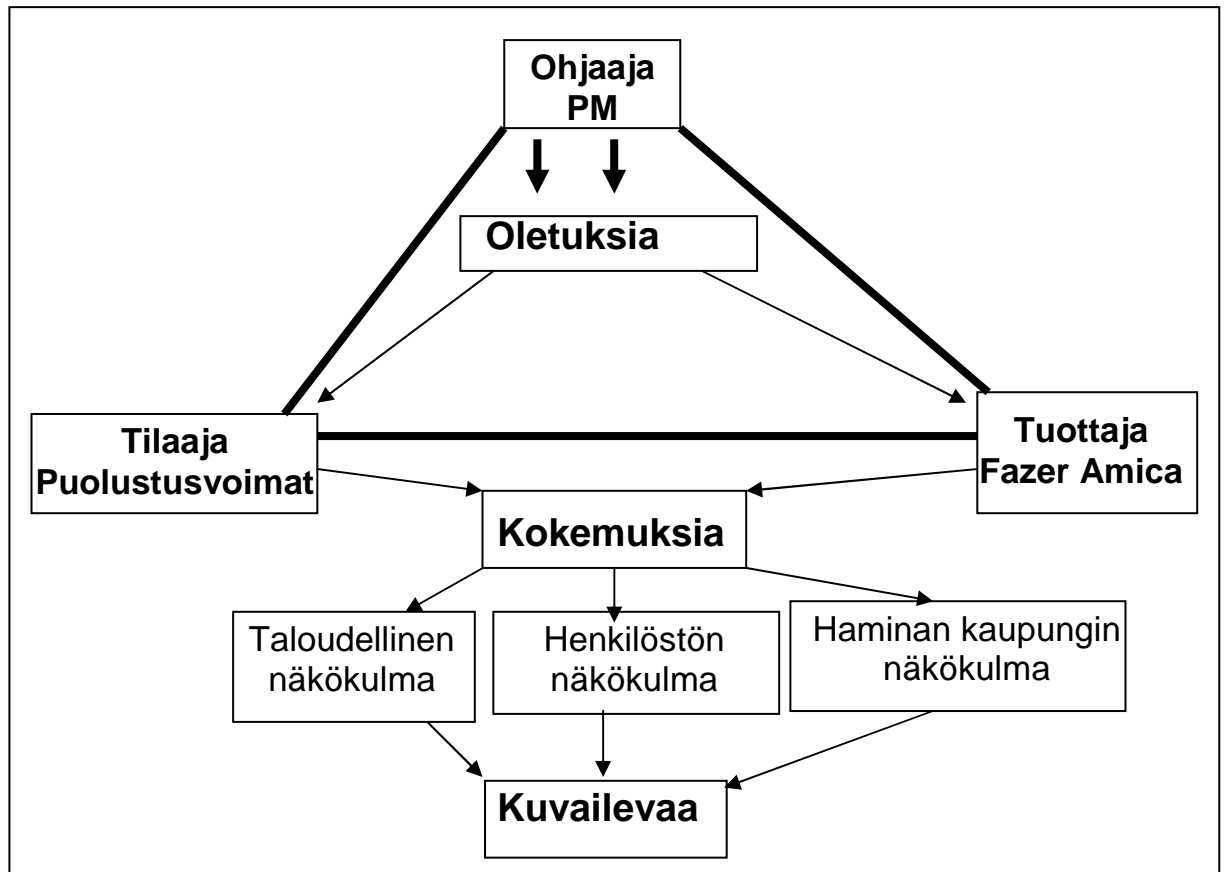 Ohjaaja
PM
Oletuksia
Tilaaja
Puolustusvoimat
Tuottaja
Fazer Amica
Kokemuksia
Taloudellinen
näkökulma
Henkilöstön
näkökulma
Haminan kaupungin
näkökulma
Kuvailevaa